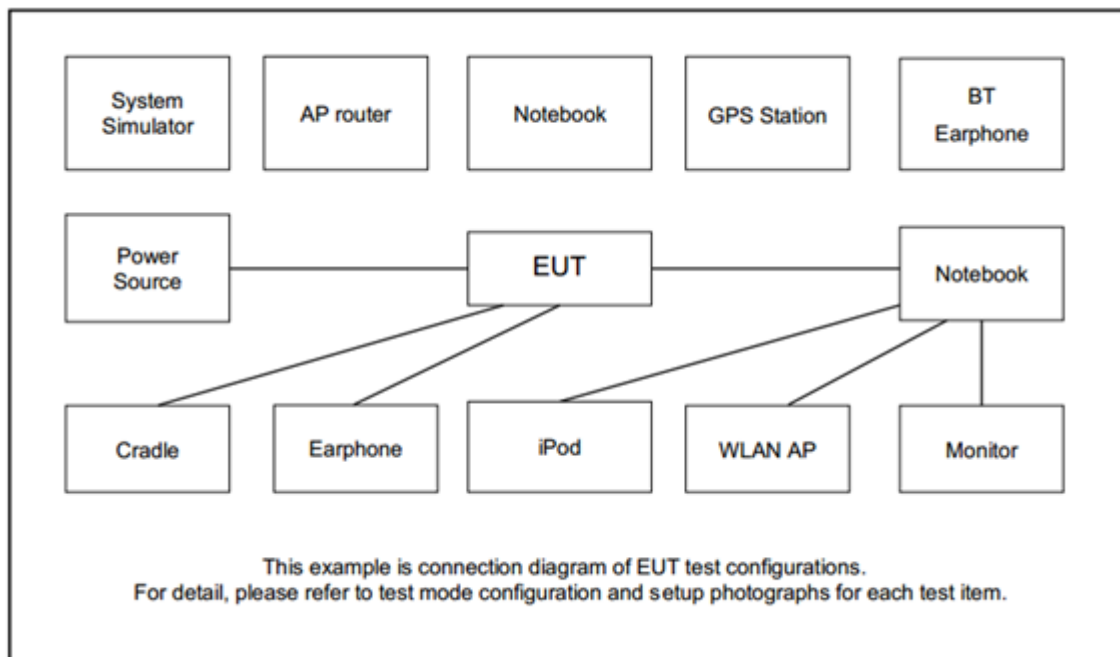 System
Simulator
AP router
Notebook
GPS Station
BT
Earphone
Power
Source
EUT
Notebook
Cradle
Earphone
iPod
WLAN AP
Monitor
This example is connection diagram of EUT test configurations.
For detail, please refer to test mode configuration and setup photographs for each test item.